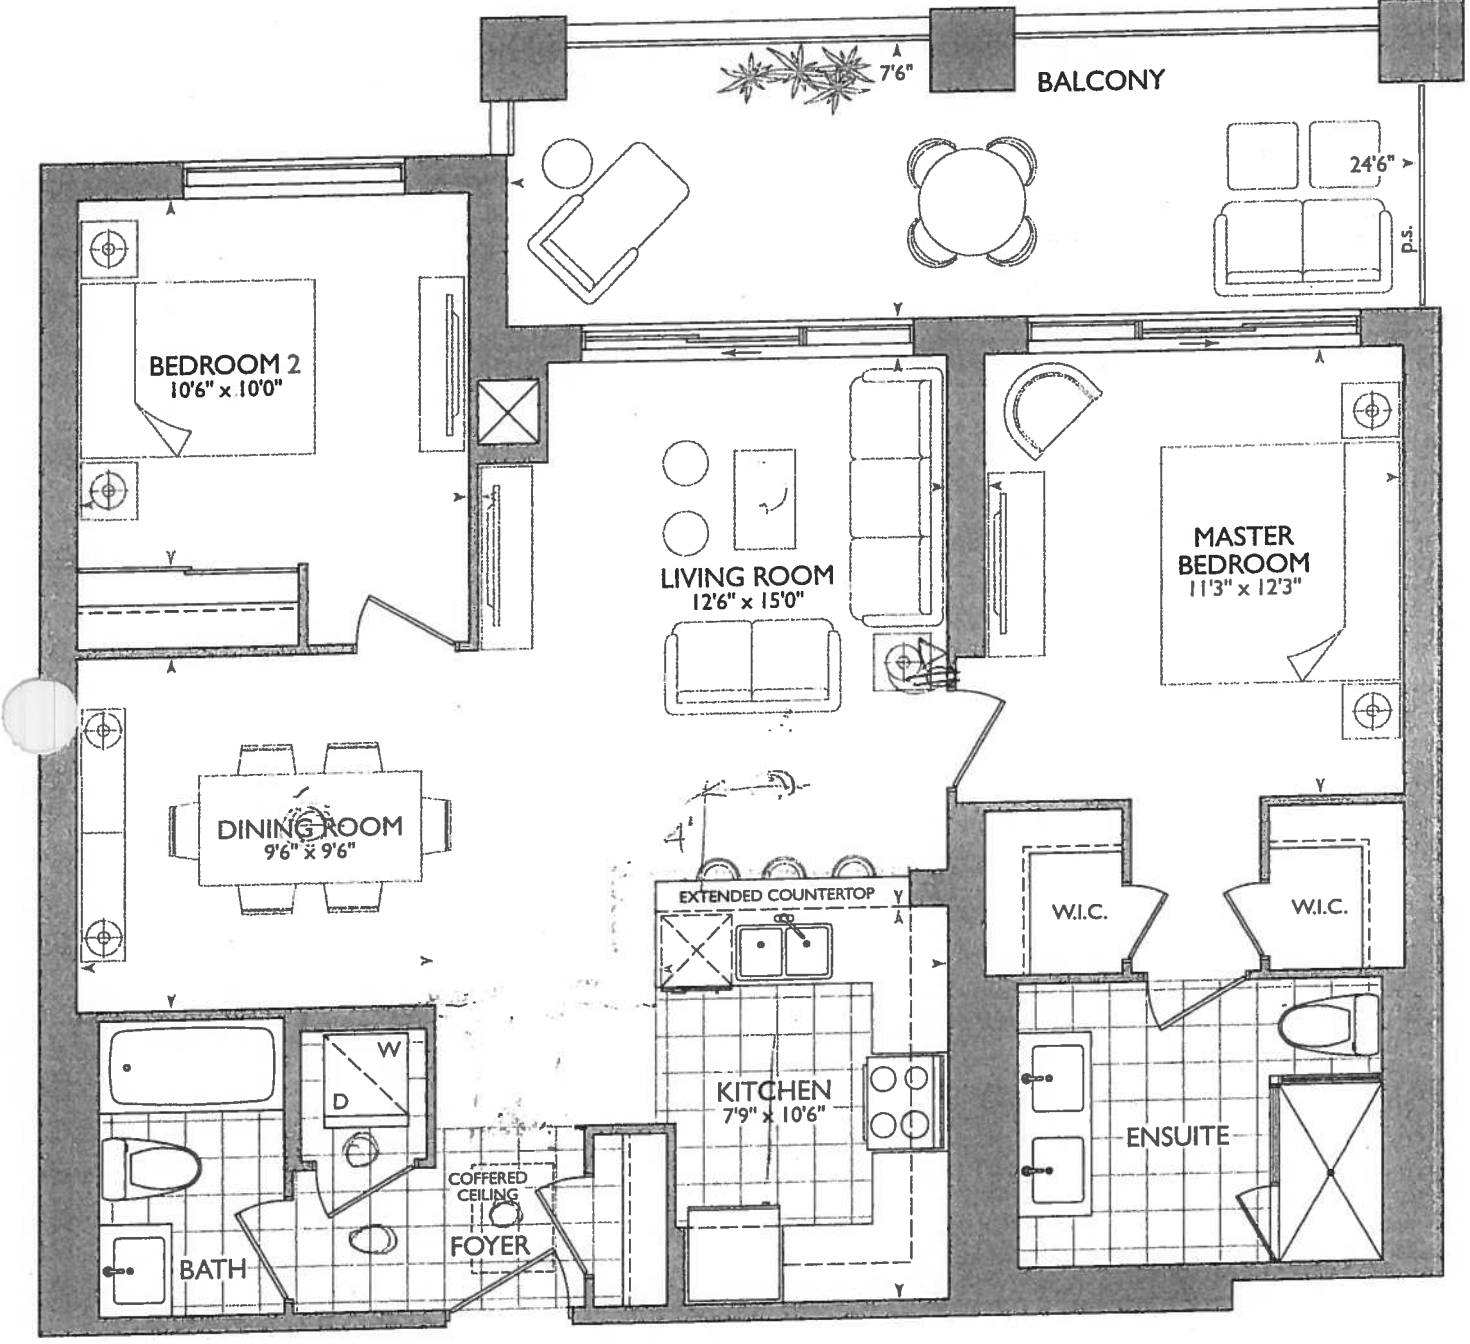 7'6"
BALCONY
24'6"
p.s.
BEDROOM 2
10'6" x 10'0"
LIVING ROOM
12'6" x 15'0"
MASTER
BEDROOM
11'3" x 12'3"
DINING ROOM
9'6" x 9'6"
4'
EXTENDED COUNTERTOP
W.I.C.
W.I.C.
W
D
KITCHEN
7'9" x 10'6"
ENSUITE
COFFERED
CEILING
FOYER
BATH